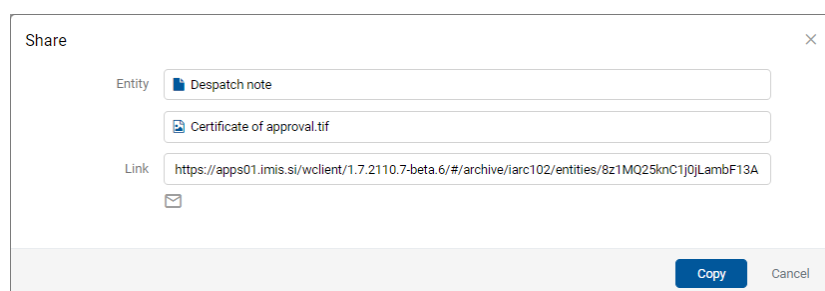 Share
Entity
Despatch note
Certificate of approval.tif
Link
https://apps01.imis.si/wclient/1.7.2110.7-beta.6/#/archive/iarc102/entities/8z1MQ25knC1j0jLambF13A
Copy
Cancel